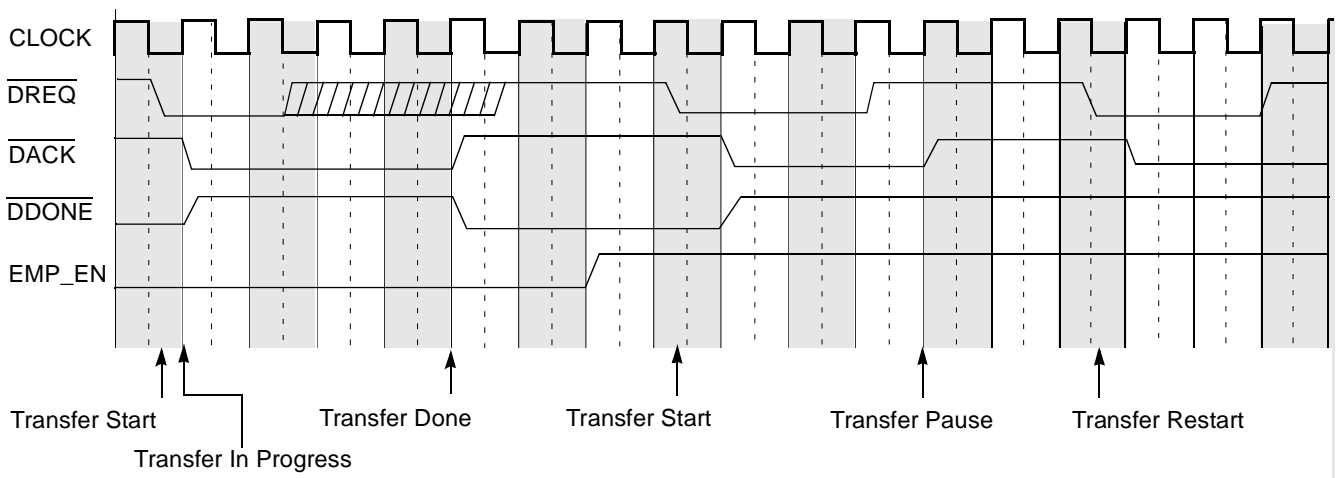 CLOCK
DREQ
DACK
DDONE
EMP_EN
Transfer Start
Transfer Done
Transfer Start
Transfer Pause
Transfer Restart
Transfer In Progress